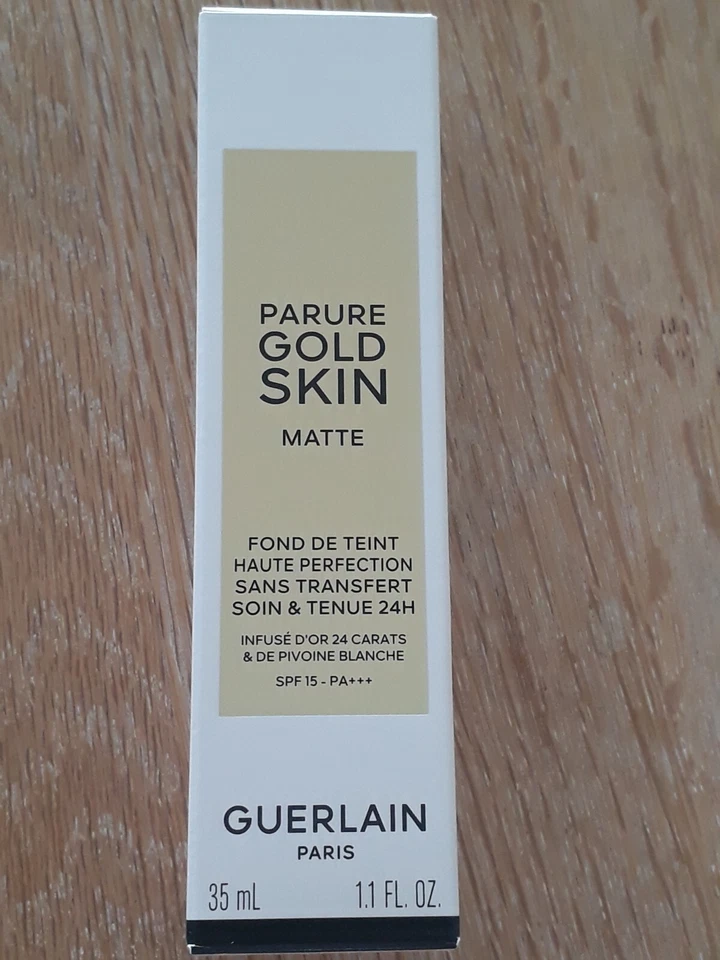 PARURE
GOLD
SKIN
MATTE
FOND DE TEINT
HAUTE PERFECTION
SANS TRANSFERT
SOIN & TENUE 24H
INFUSÉ D'OR 24 CARATS
& DE PIVOINE BLANCHE
SPF 15 - PA+++
GUERLAIN
PARIS
35 mL 1.1 FL. OZ.